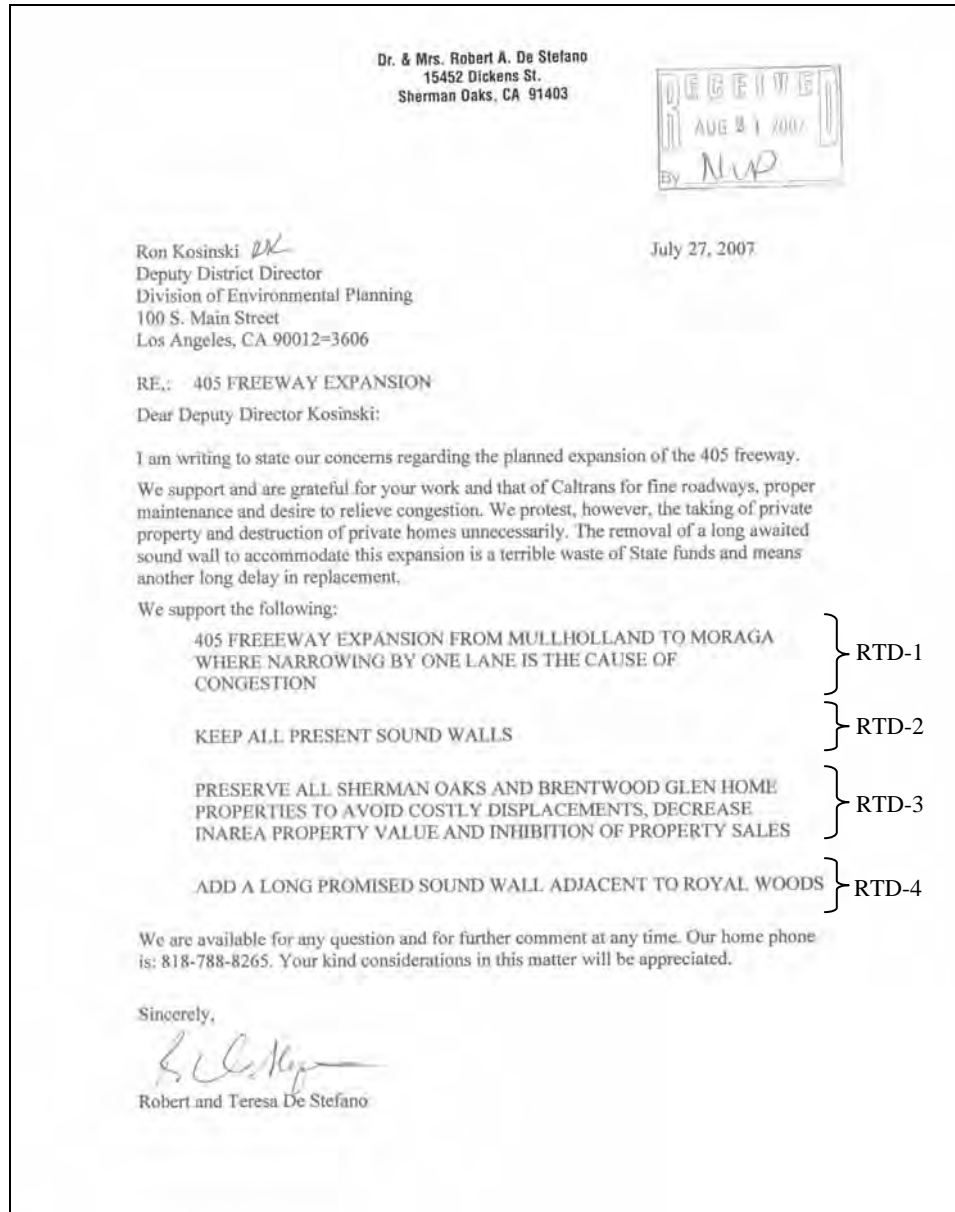 Dr. & Mrs. Robert A. De Stefano
15452 Dickens St.
Sherman Oaks, CA 91403
RECEIVED
AUG 2007
By
Ron Kosinski
July 27, 2007
Deputy District Director
Division of Environmental Planning
100 S. Main Street
Los Angeles, CA 90012=3606
RE.: 405 FREEWAY EXPANSION
Dear Deputy Director Kosinski:
I am writing to state our concerns regarding the planned expansion of the 405 freeway.
We support and are grateful for your work and that of Caltrans for fine roadways, proper
maintenance and desire to relieve congestion. We protest, however, the taking of private
property and destruction of private homes unnecessarily. The removal of a long awaited
sound wall to accommodate this expansion is a terrible waste of State funds and means
another long delay in replacement.
We support the following:
405 FREEEWAY EXPANSION FROM MULLHOLLAND TO MORAGA
WHERE NARROWING BY ONE LANE IS THE CAUSE OF
CONGESTION
RTD-1
KEEP ALL PRESENT SOUND WALLS
RTD-2
PRESERVE ALL SHERMAN OAKS AND BRENTWOOD GLEN HOME
PROPERTIES TO AVOID COSTLY DISPLACEMENTS, DECREASE
INAREA PROPERTY VALUE AND INHIBITION OF PROPERTY SALES
RTD-3
ADD A LONG PROMISED SOUND WALL ADJACENT TO ROYAL WOODS
RTD-4
We are available for any question and for further comment at any time. Our home phone
is: 818-788-8265. Your kind considerations in this matter will be appreciated.
Sincerely,
Robert and Teresa De Stefano